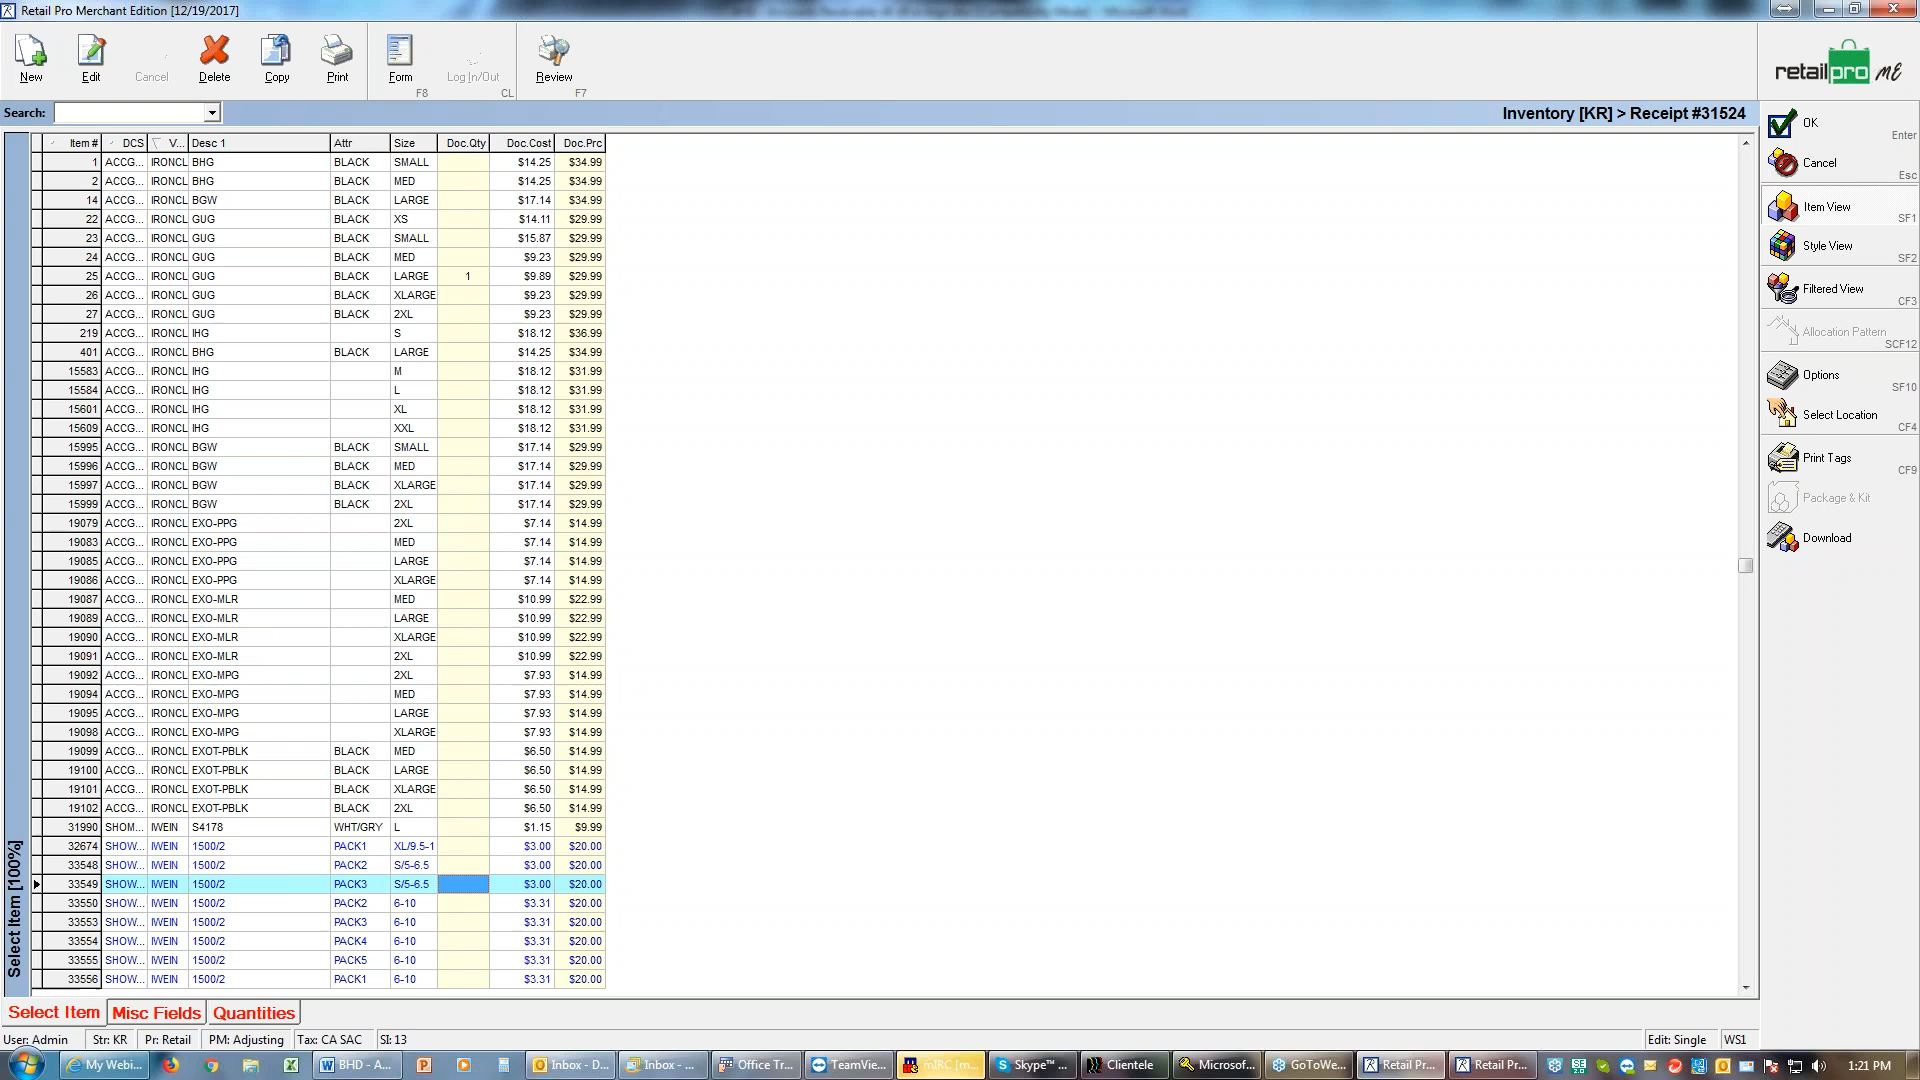 Retail Pro Merchant Edition [12/19/2017]
New Edit Cancel Delete Copy Print Form Log In/Out Review
F8 CL F7
retailpro ME
Search:
Inventory [KR] > Receipt #31524
Item # DCS V... Desc 1 Attr Size Doc.Qty Doc.Cost Doc.Prc
1 ACCG... IRONCL BHG BLACK SMALL $14.25 $34.99
2 ACCG... IRONCL BHG BLACK MED $14.25 $34.99
14 ACCG... IRONCL BGW BLACK LARGE $17.14 $34.99
22 ACCG... IRONCL GUG BLACK XS $14.11 $29.99
23 ACCG... IRONCL GUG BLACK SMALL $15.87 $29.99
24 ACCG... IRONCL GUG BLACK MED $9.23 $29.99
25 ACCG... IRONCL GUG BLACK LARGE 1 $9.89 $29.99
26 ACCG... IRONCL GUG BLACK XLARGE $9.23 $29.99
27 ACCG... IRONCL GUG BLACK 2XL $9.23 $29.99
219 ACCG... IRONCL IHG S $18.12 $36.99
401 ACCG... IRONCL BHG BLACK LARGE $14.25 $34.99
15583 ACCG... IRONCL IHG M $18.12 $31.99
15584 ACCG... IRONCL IHG L $18.12 $31.99
15601 ACCG... IRONCL IHG XL $18.12 $31.99
15609 ACCG... IRONCL IHG XXL $18.12 $31.99
15995 ACCG... IRONCL BGW BLACK SMALL $17.14 $29.99
15996 ACCG... IRONCL BGW BLACK MED $17.14 $29.99
15997 ACCG... IRONCL BGW BLACK XLARGE $17.14 $29.99
15999 ACCG... IRONCL BGW BLACK 2XL $17.14 $29.99
19079 ACCG... IRONCL EXO-PPG 2XL $7.14 $14.99
19083 ACCG... IRONCL EXO-PPG MED $7.14 $14.99
19085 ACCG... IRONCL EXO-PPG LARGE $7.14 $14.99
19086 ACCG... IRONCL EXO-PPG XLARGE $7.14 $14.99
19087 ACCG... IRONCL EXO-MLR MED $10.99 $22.99
19089 ACCG... IRONCL EXO-MLR LARGE $10.99 $22.99
19090 ACCG... IRONCL EXO-MLR XLARGE $10.99 $22.99
19091 ACCG... IRONCL EXO-MLR 2XL $10.99 $22.99
19092 ACCG... IRONCL EXO-MPG 2XL $7.93 $14.99
19094 ACCG... IRONCL EXO-MPG MED $7.93 $14.99
19095 ACCG... IRONCL EXO-MPG LARGE $7.93 $14.99
19098 ACCG... IRONCL EXO-MPG XLARGE $7.93 $14.99
19099 ACCG... IRONCL EXOT-PBLK BLACK MED $6.50 $14.99
19100 ACCG... IRONCL EXOT-PBLK BLACK LARGE $6.50 $14.99
19101 ACCG... IRONCL EXOT-PBLK BLACK XLARGE $6.50 $14.99
19102 ACCG... IRONCL EXOT-PBLK BLACK 2XL $6.50 $14.99
31990 SHOM... IWEIN S4178 WHT/GRY L $1.15 $9.99
32674 SHOW... IWEIN 1500/2 PACK1 XL/9.5-1 $3.00 $20.00
33548 SHOW... IWEIN 1500/2 PACK2 S/5-6.5 $3.00 $20.00
33549 SHOW... IWEIN 1500/2 PACK3 S/5-6.5 $3.00 $20.00
33550 SHOW... IWEIN 1500/2 PACK2 6-10 $3.31 $20.00
33553 SHOW... IWEIN 1500/2 PACK3 6-10 $3.31 $20.00
33554 SHOW... IWEIN 1500/2 PACK4 6-10 $3.31 $20.00
33555 SHOW... IWEIN 1500/2 PACK5 6-10 $3.31 $20.00
33556 SHOW... IWEIN 1500/2 PACK1 6-10 $3.31 $20.00
Select Item [100%]
OK
Enter
Cancel
Esc
Item View
SF1
Style View
SF2
Filtered View
CF3
Allocation Pattern
SCF12
Options
SF10
Select Location
CF4
Print Tags
CF9
Package & Kit
Download
Select Item Misc Fields Quantities
User: Admin Str: KR Pr: Retail PM: Adjusting Tax: CA SAC SI: 13 Edit: Single WS1
My Webi... BHD - A... Inbox - D... Inbox - ... Office Tr... TeamVie... mIRC [m... Skype™ ... Clientele Microsof... GoToWe... Retail Pr... Retail Pr... 1:21 PM